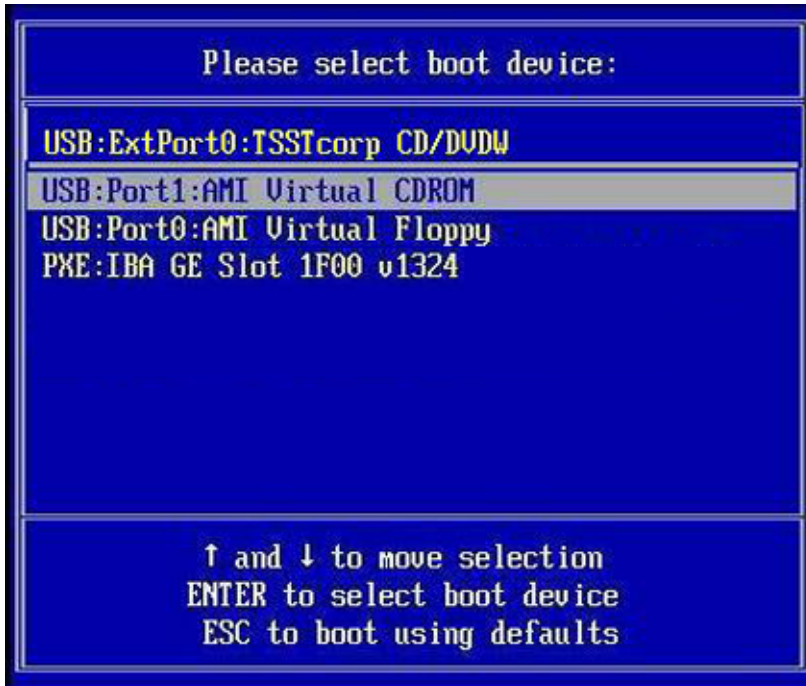 Please select boot device:
USB:ExtPort0:TSSTcorp CD/DVDW
USB:Port1:AMI Virtual CDROM
USB:Port0:AMI Virtual Floppy
PXE:IBA GE Slot 1F00 v1324
↑ and ↓ to move selection
ENTER to select boot device
ESC to boot using defaults